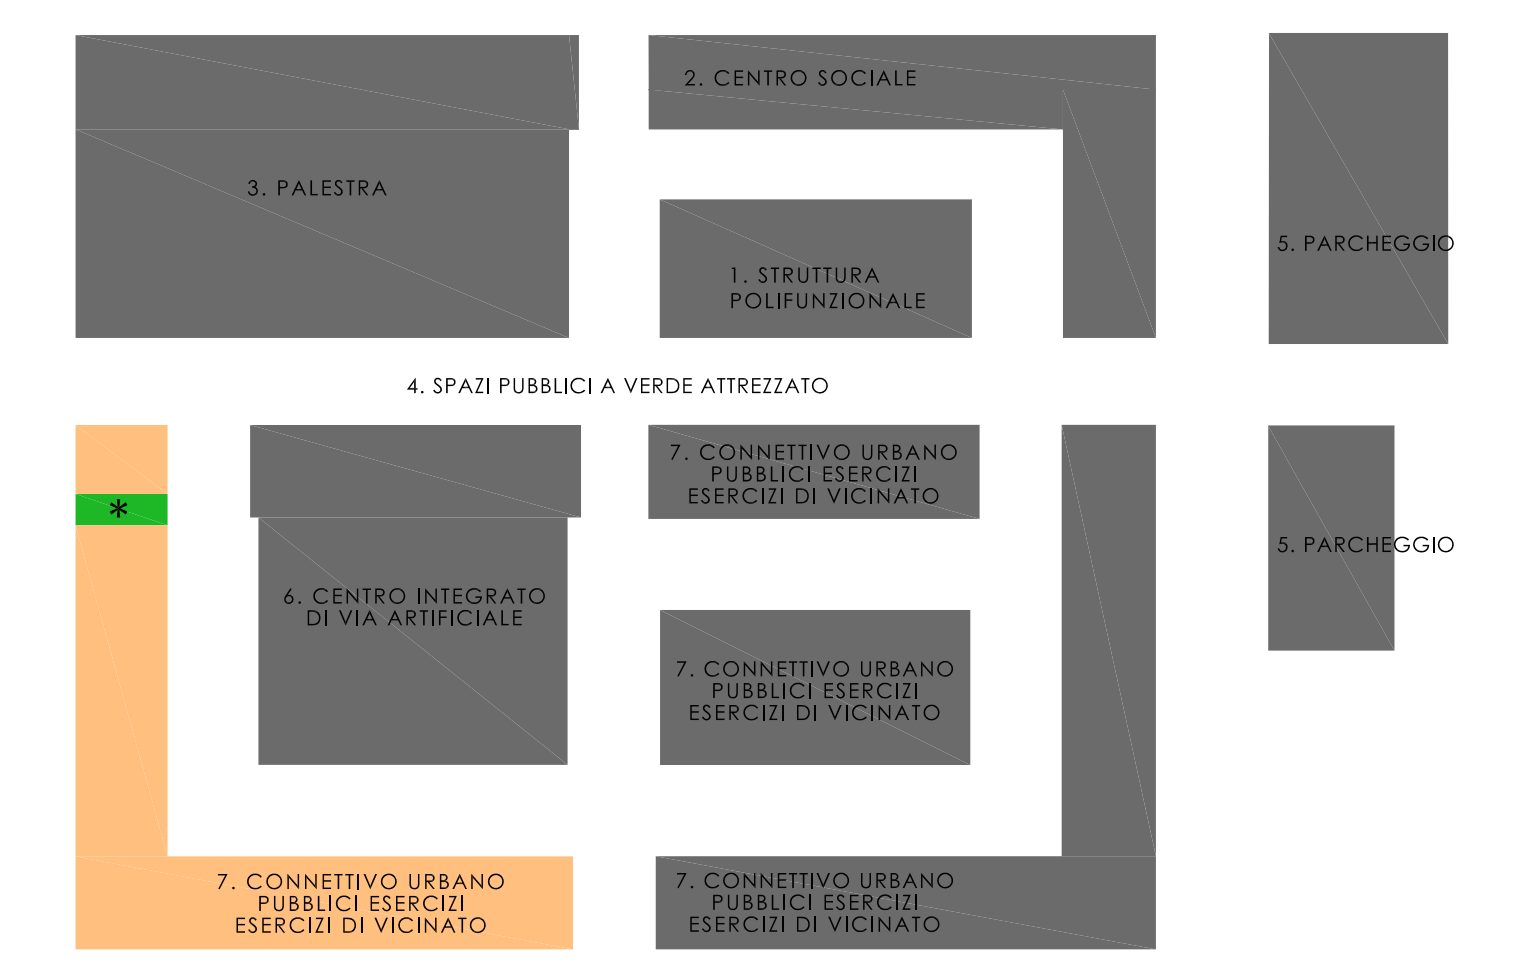 2. CENTRO SOCIALE
3. PALESTRA
5. PARCHEGGIO
1. STRUTTURA
POLIFUNZIONALE
4. SPAZI PUBBLICI A VERDE ATTREZZATO
7. CONNETTIVO URBANO
PUBBLICI ESERCIZI
ESERCIZI DI VICINATO
*
5. PARCHEGGIO
6. CENTRO INTEGRATO
DI VIA ARTIFICIALE
7. CONNETTIVO URBANO
PUBBLICI ESERCIZI
ESERCIZI DI VICINATO
7. CONNETTIVO URBANO
PUBBLICI ESERCIZI
ESERCIZI DI VICINATO
7. CONNETTIVO URBANO
PUBBLICI ESERCIZI
ESERCIZI DI VICINATO